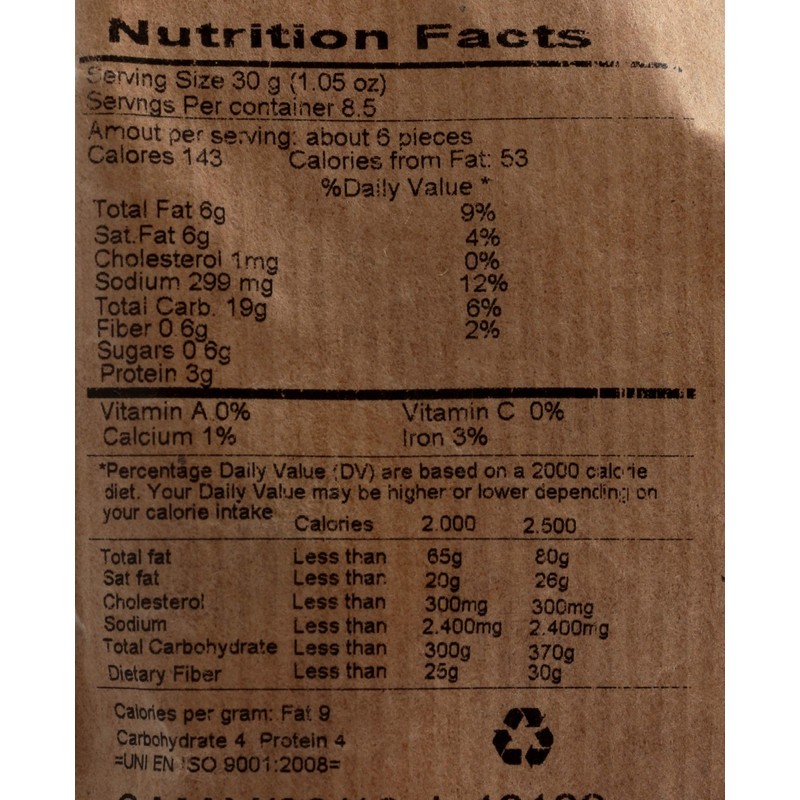 Nutrition Facts
Serving Size 30 g (1.05 oz)
Servngs Per container 8.5
Amout per serving: about 6 pieces
Calores 143 Calories from Fat: 53
%Daily Value *
Total Fat 6g 9%
Sat.Fat 6g 4%
Cholesterol 1mg 0%
Sodium 299 mg 12%
Total Carb. 19g 6%
Fiber 0.6g 2%
Sugars 0 6g
Protein 3g
Vitamin A 0% Vitamin C 0%
Calcium 1% Iron 3%
*Percentage Daily Value (DV) are based on a 2000 calorie
diet. Your Daily Value may be higher or lower depending on
your calorie intake
Calories 2.000 2.500
Total fat Less than 65g 80g
Sat fat Less than 20g 26g
Cholesterol Less than 300mg 300mg
Sodium Less than 2.400mg 2.400mg
Total Carbohydrate Less than 300g 370g
Dietary Fiber Less than 25g 30g
Calories per gram: Fat 9
Carbohydrate 4 Protein 4
=UNI EN ISO 9001:2008=